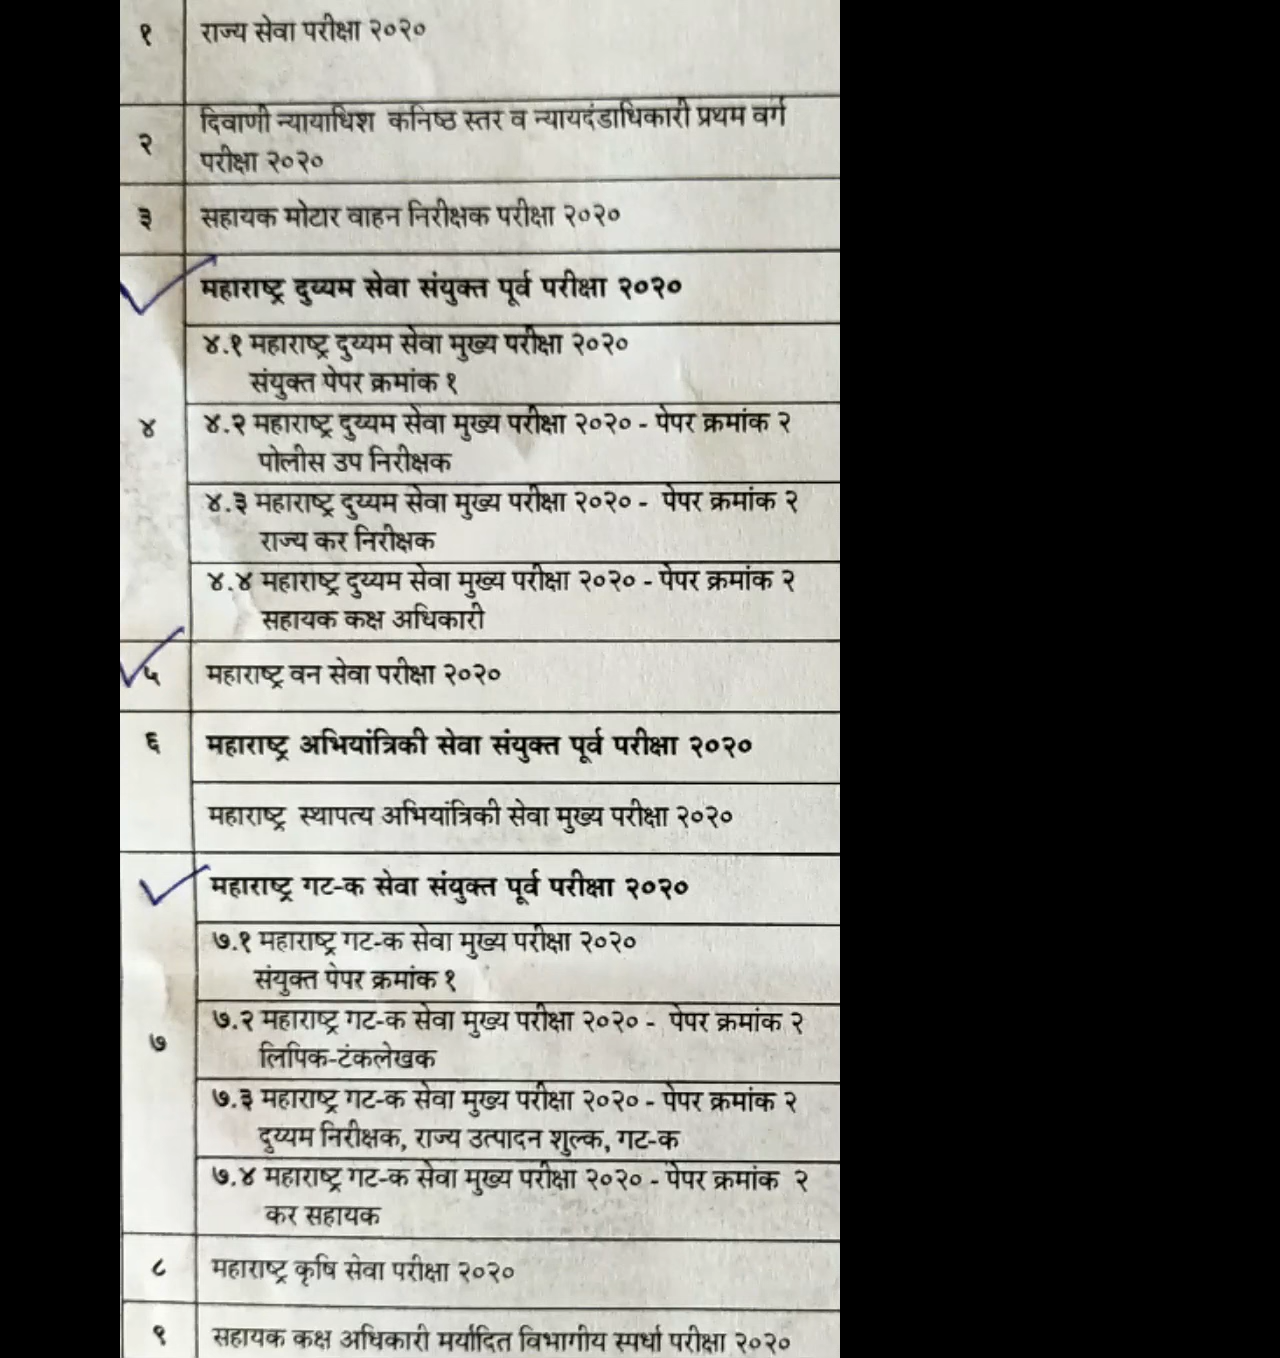 १ राज्य सेवा परीक्षा २०२०
दिवाणी न्यायाधिश कनिष्ठ स्तर व न्यायदंडाधिकारी प्रथम वर्ग
२
परीक्षा २०२०
३ सहायक मोटार वाहन निरीक्षक परीक्षा २०२०
महाराष्ट्र दुय्यम सेवा संयुक्त पूर्व परीक्षा २०२०
४.१ महाराष्ट्र दुय्यम सेवा मुख्य परीक्षा २०२०
संयुक्त पेपर क्रमांक १
४ ४.२ महाराष्ट्र दुय्यम सेवा मुख्य परीक्षा २०२० - पेपर क्रमांक २
पोलीस उप निरीक्षक
४.३ महाराष्ट्र दुय्यम सेवा मुख्य परीक्षा २०२० - पेपर क्रमांक २
राज्य कर निरीक्षक
४.४ महाराष्ट्र दुय्यम सेवा मुख्य परीक्षा २०२० - पेपर क्रमांक २
सहायक कक्ष अधिकारी
५ महाराष्ट्र वन सेवा परीक्षा २०२०
६ महाराष्ट्र अभियांत्रिकी सेवा संयुक्त पूर्व परीक्षा २०२०
महाराष्ट्र स्थापत्य अभियांत्रिकी सेवा मुख्य परीक्षा २०२०
महाराष्ट्र गट-क सेवा संयुक्त पूर्व परीक्षा २०२०
७.१ महाराष्ट्र गट-क सेवा मुख्य परीक्षा २०२०
संयुक्त पेपर क्रमांक १
७.२ महाराष्ट्र गट-क सेवा मुख्य परीक्षा २०२० - पेपर क्रमांक २
७
लिपिक-टंकलेखक
७.३ महाराष्ट्र गट-क सेवा मुख्य परीक्षा २०२० - पेपर क्रमांक २
दुय्यम निरीक्षक, राज्य उत्पादन शुल्क, गट-क
७.४ महाराष्ट्र गट-क सेवा मुख्य परीक्षा २०२० - पेपर क्रमांक २
कर सहायक
८ महाराष्ट्र कृषि सेवा परीक्षा २०२०
९ सहायक कक्ष अधिकारी मर्यादित विभागीय स्पर्धा परीक्षा २०२०